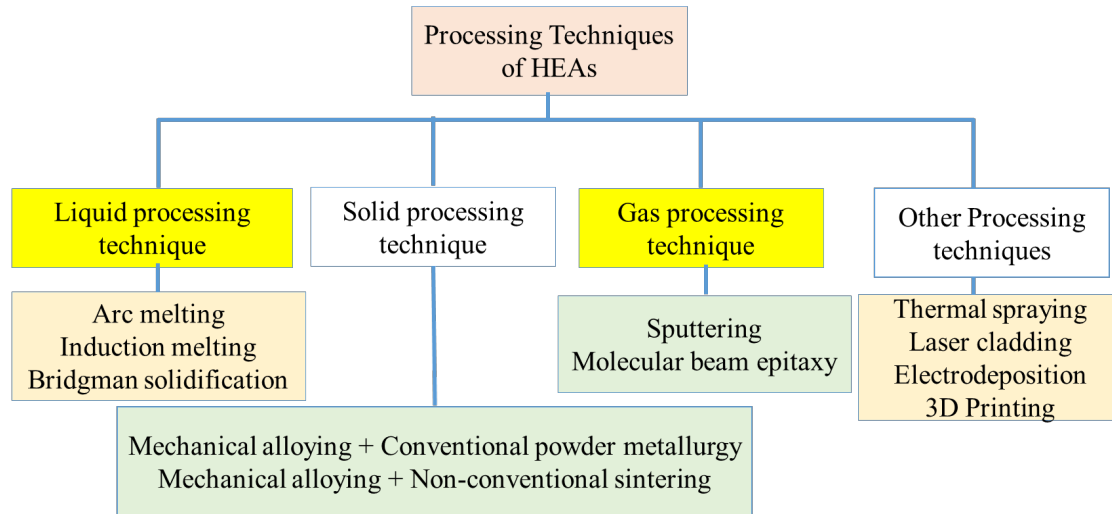 Processing Techniques
of HEAs
Liquid processing
technique
Solid processing
technique
Gas processing
technique
Other Processing
techniques
Arc melting
Induction melting
Bridgman solidification
Sputtering
Molecular beam epitaxy
Thermal spraying
Laser cladding
Electrodeposition
3D Printing
Mechanical alloying + Conventional powder metallurgy
Mechanical alloying + Non-conventional sintering